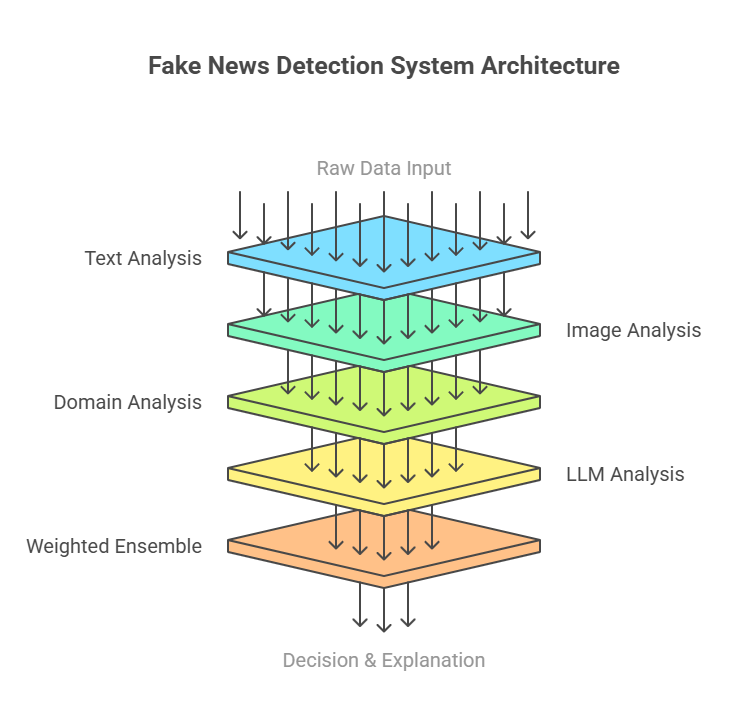 Fake News Detection System Architecture
Raw Data Input
Text Analysis
Image Analysis
Domain Analysis
LLM Analysis
Weighted Ensemble
Decision & Explanation